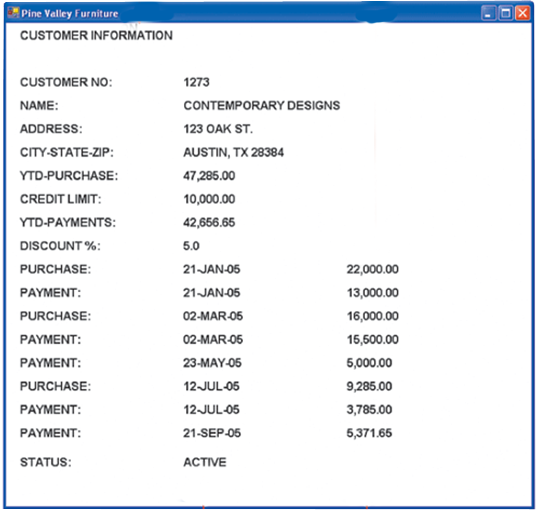 Pine Valley Furniture
CUSTOMER INFORMATION
CUSTOMER NO: 1273
NAME: CONTEMPORARY DESIGNS
ADDRESS: 123 OAK ST.
CITY-STATE-ZIP: AUSTIN, TX 28384
YTD-PURCHASE: 47,285.00
CREDIT LIMIT: 10,000.00
YTD-PAYMENTS: 42,656.65
DISCOUNT %: 5.0
PURCHASE: 21-JAN-05 22,000.00
PAYMENT: 21-JAN-05 13,000.00
PURCHASE: 02-MAR-05 16,000.00
PAYMENT: 02-MAR-05 15,500.00
PAYMENT: 23-MAY-05 5,000.00
PURCHASE: 12-JUL-05 9,285.00
PAYMENT: 12-JUL-05 3,785.00
PAYMENT: 21-SEP-05 5,371.65
STATUS: ACTIVE